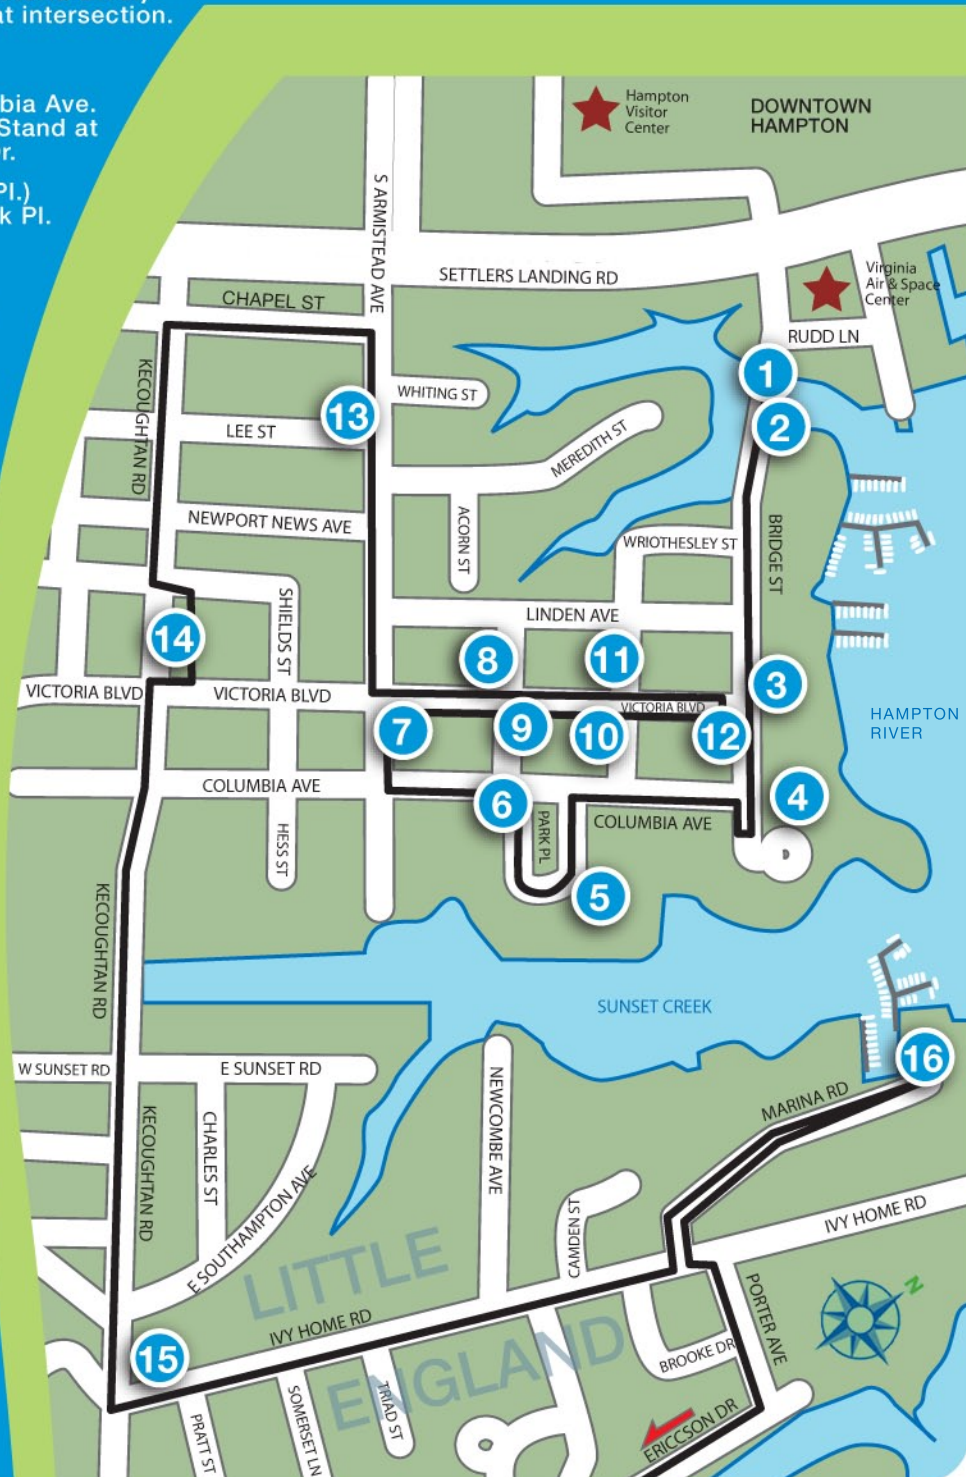 at intersection.
bia Ave.
Stand at
r.
Pl.)
k Pl.
Hampton
Visitor
Center
DOWNTOWN
HAMPTON
S ARMISTEAD AVE
SETTLERS LANDING RD
Virginia
Air & Space
Center
CHAPEL ST
RUDD LN
1
KECOUGHTAN RD
WHITING ST
13
2
LEE ST
MEREDITH ST
NEWPORT NEWS AVE
ACORN ST
WRIOTHESLEY ST
BRIDGE ST
SHIELDS ST
LINDEN AVE
14
8
11
3
VICTORIA BLVD
VICTORIA BLVD
VICTORIA BLVD
7
9
10
12
HAMPTON
RIVER
COLUMBIA AVE
6
4
PARK PL
COLUMBIA AVE
HESS ST
5
KECOUGHTAN RD
SUNSET CREEK
16
W SUNSET RD
E SUNSET RD
NEWCOMBE AVE
MARINA RD
KECOUGHTAN RD
CHARLES ST
E SOUTHAMPTON AVE
CAMDEN ST
IVY HOME RD
LITTLE
ENGLAND
N
IVY HOME RD
PORTER AVE
15
BROOKE DR
PRATT ST
SOMERSET LN
TRIAD ST
ERICCSON DR